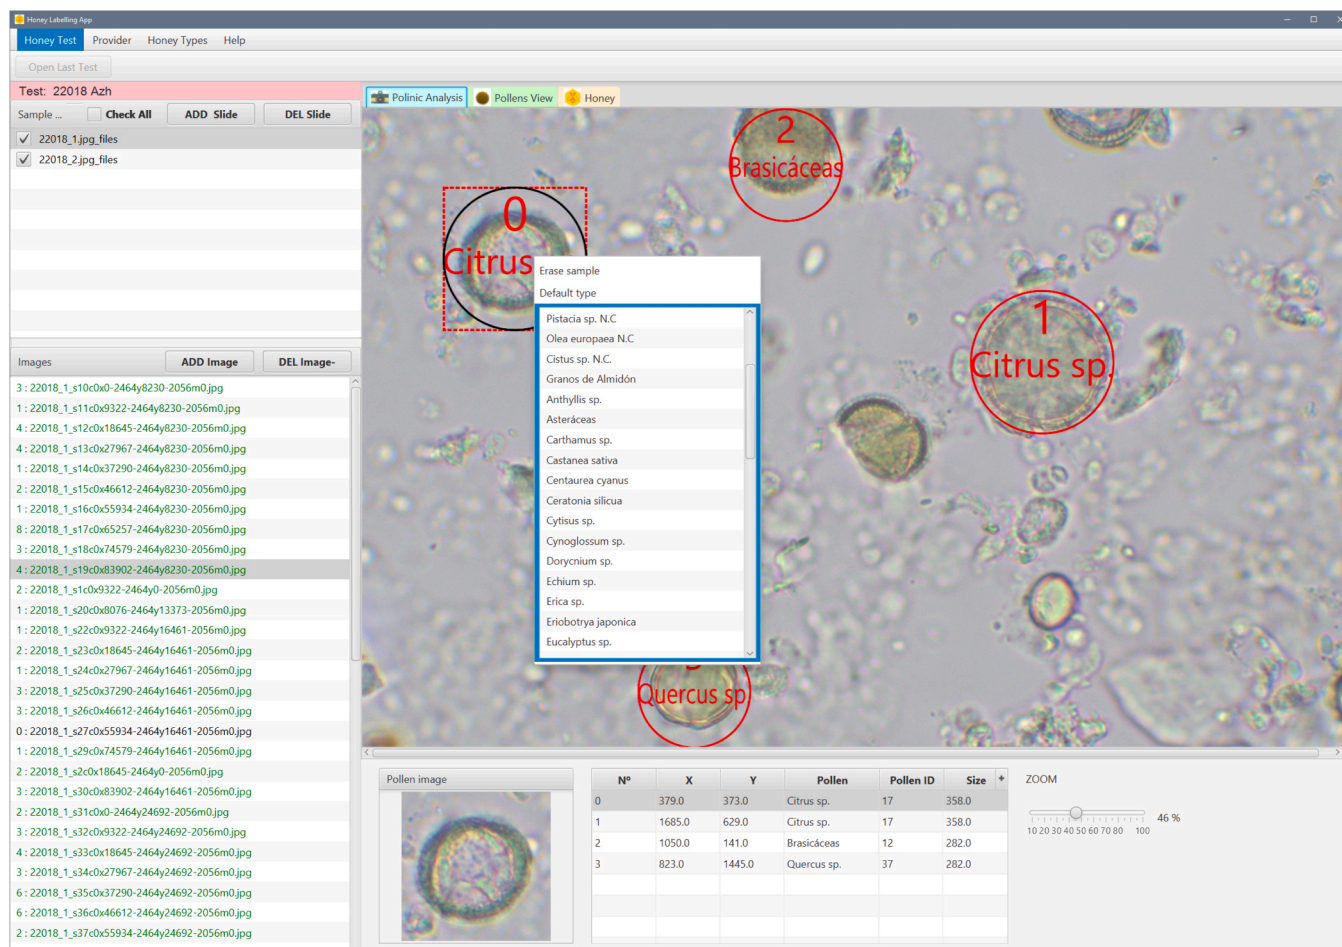 Honey Labelling App
Honey Test Provider Honey Types Help
Open Last Test
Test: 22018 Azh
Sample ... Check All ADD Slide DEL Slide
22018_1.jpg_files
22018_2.jpg_files
Images ADD Image DEL Image-
3 : 22018_1_s10c0x0-2464y8230-2056m0.jpg
1 : 22018_1_s11c0x9322-2464y8230-2056m0.jpg
4 : 22018_1_s12c0x18645-2464y8230-2056m0.jpg
4 : 22018_1_s13c0x27967-2464y8230-2056m0.jpg
1 : 22018_1_s14c0x37290-2464y8230-2056m0.jpg
2 : 22018_1_s15c0x46612-2464y8230-2056m0.jpg
1 : 22018_1_s16c0x55934-2464y8230-2056m0.jpg
8 : 22018_1_s17c0x65257-2464y8230-2056m0.jpg
3 : 22018_1_s18c0x74579-2464y8230-2056m0.jpg
4 : 22018_1_s19c0x83902-2464y8230-2056m0.jpg
2 : 22018_1_s1c0x9322-2464y0-2056m0.jpg
1 : 22018_1_s20c0x8076-2464y13373-2056m0.jpg
1 : 22018_1_s22c0x9322-2464y16461-2056m0.jpg
2 : 22018_1_s23c0x18645-2464y16461-2056m0.jpg
1 : 22018_1_s24c0x27967-2464y16461-2056m0.jpg
3 : 22018_1_s25c0x37290-2464y16461-2056m0.jpg
3 : 22018_1_s26c0x46612-2464y16461-2056m0.jpg
0 : 22018_1_s27c0x55934-2464y16461-2056m0.jpg
1 : 22018_1_s29c0x74579-2464y16461-2056m0.jpg
2 : 22018_1_s2c0x18645-2464y0-2056m0.jpg
3 : 22018_1_s30c0x83902-2464y16461-2056m0.jpg
2 : 22018_1_s31c0x0-2464y24692-2056m0.jpg
3 : 22018_1_s32c0x9322-2464y24692-2056m0.jpg
4 : 22018_1_s33c0x18645-2464y24692-2056m0.jpg
3 : 22018_1_s34c0x27967-2464y24692-2056m0.jpg
6 : 22018_1_s35c0x37290-2464y24692-2056m0.jpg
6 : 22018_1_s36c0x46612-2464y24692-2056m0.jpg
2 : 22018_1_s37c0x55934-2464y24692-2056m0.jpg
Polinic Analysis Pollens View Honey
2
Brasicáceas
0
Citrus
1
Citrus sp.
Quercus sp
Erase sample
Default type
Pistacia sp. N.C
Olea europaea N.C
Cistus sp. N.C.
Granos de Almidón
Anthyllis sp.
Asteráceas
Carthamus sp.
Castanea sativa
Centaurea cyanus
Ceratonia silicua
Cytisus sp.
Cynoglossum sp.
Dorycnium sp.
Echium sp.
Erica sp.
Eriobotrya japonica
Eucalyptus sp.
Pollen image
Nº X Y Pollen Pollen ID Size +
0 379.0 373.0 Citrus sp. 17 358.0
1 1685.0 629.0 Citrus sp. 17 358.0
2 1050.0 141.0 Brasicáceas 12 282.0
3 823.0 1445.0 Quercus sp. 37 282.0
ZOOM
46 %
10 20 30 40 50 60 70 80 100